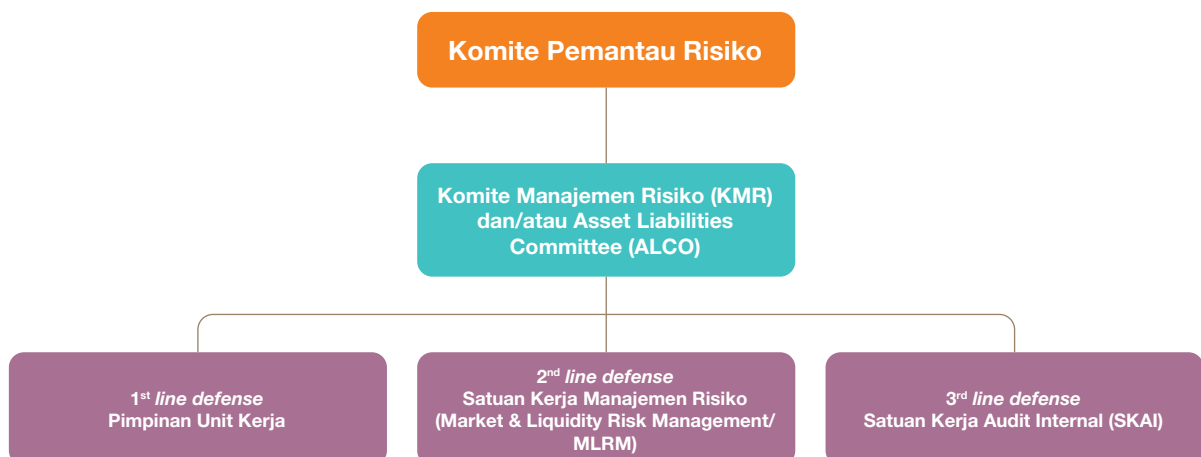 Komite Pemantau Risiko
Komite Manajemen Risiko (KMR)
dan/atau Asset Liabilities
Committee (ALCO)
1st line defense
Pimpinan Unit Kerja
2nd line defense
Satuan Kerja Manajemen Risiko
(Market & Liquidity Risk Management/
MLRM)
3rd line defense
Satuan Kerja Audit Internal (SKAI)